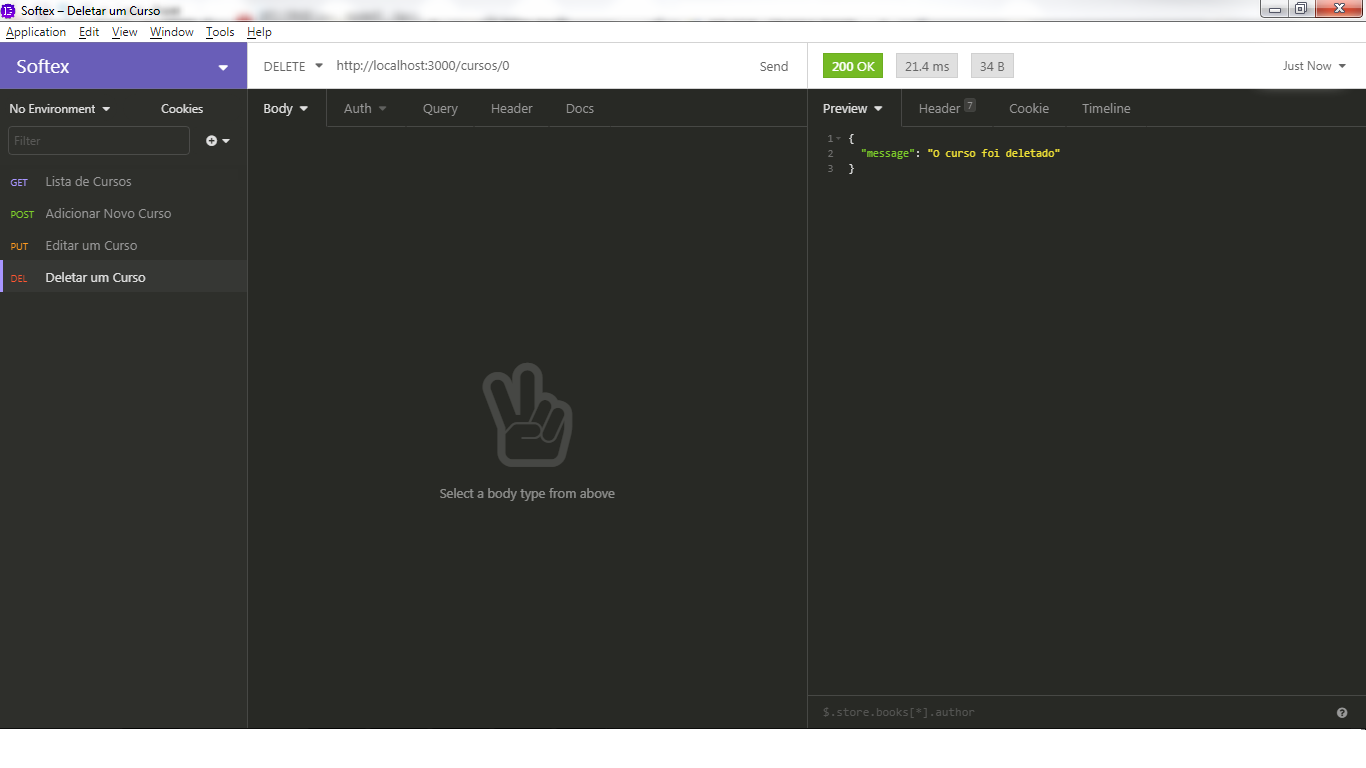 Softex – Deletar um Curso
Application Edit View Window Tools Help
Softex
DELETE http://localhost:3000/cursos/0 Send
200 OK 21.4 ms 34 B Just Now
No Environment Cookies
Body Auth Query Header Docs
Preview Header 7 Cookie Timeline
Filter
GET Lista de Cursos
POST Adicionar Novo Curso
PUT Editar um Curso
DEL Deletar um Curso
Select a body type from above
1 {
2 "message": "O curso foi deletado"
3 }
$.store.books[*].author